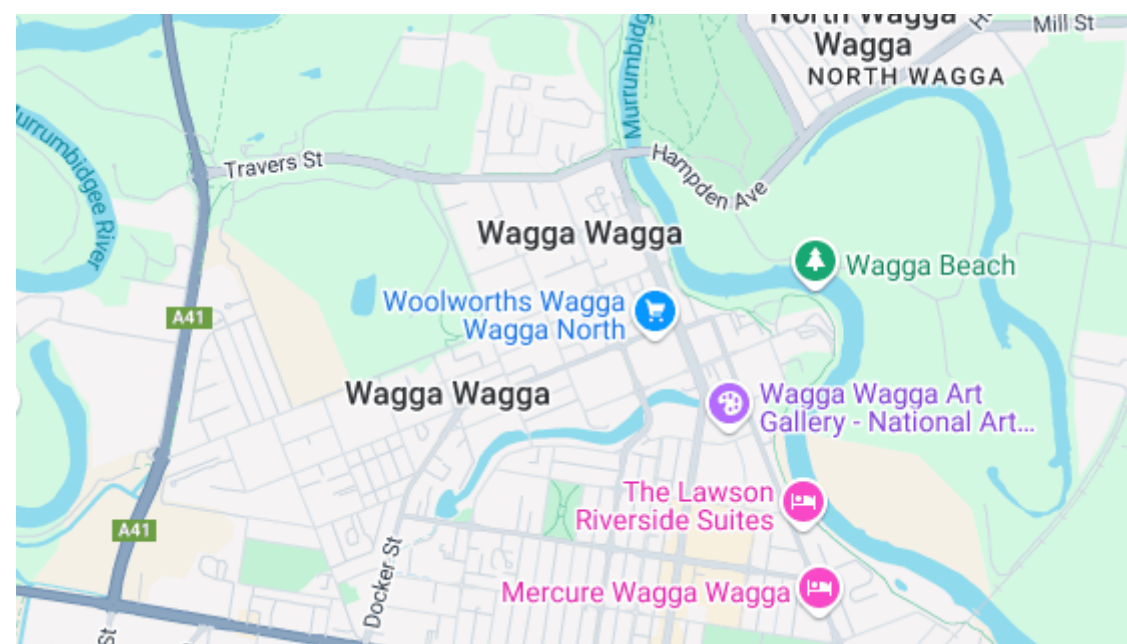 North Wagga
Wagga
NORTH WAGGA
Mill St
Murrumbidgee River
Travers St
Hampden Ave
Wagga Wagga
Wagga Beach
Woolworths Wagga
Wagga North
A41
Wagga Wagga
Wagga Wagga Art
Gallery - National Art...
The Lawson
Riverside Suites
A41
Docker St
Mercure Wagga Wagga
St